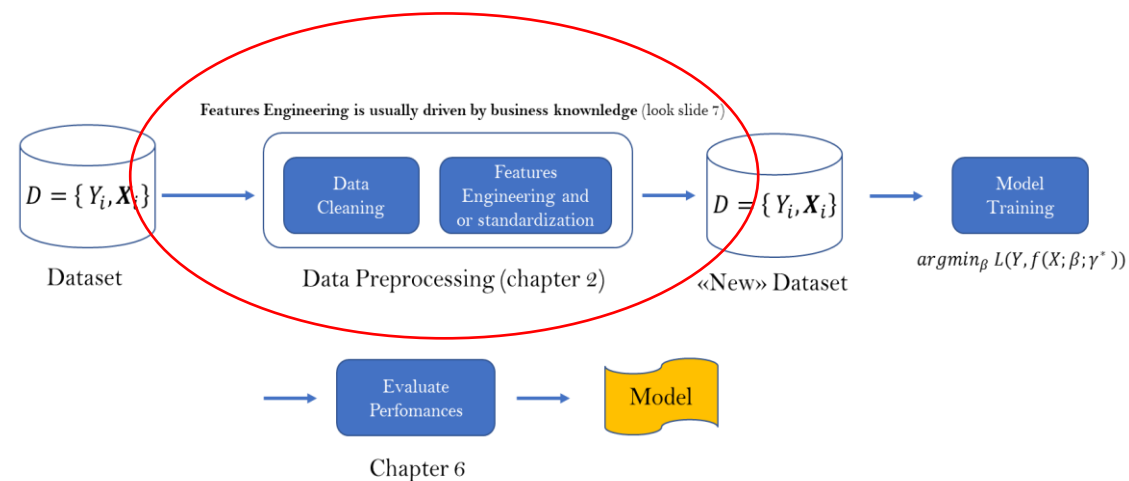 Features Engineering is usually driven by business knownledge (look slide 7)
D = { Y_i, X_i}
Dataset
Data
Cleaning
Features
Engineering and
or standardization
Data Preprocessing (chapter 2)
D = { Y_i, X_i}
«New» Dataset
Model
Training
argmin_β L(Y, f(X; β; γ* ))
Evaluate
Perfomances
Chapter 6
Model